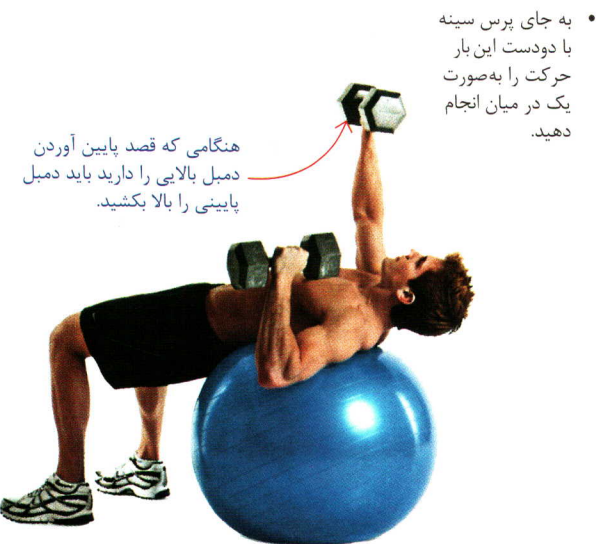 • به جای پرس سینه
با دودست این بار
حرکت را به‌صورت
یک در میان انجام
دهید.
هنگامی که قصد پایین آوردن
دمبل بالایی را دارید باید دمبل
پایینی را بالا بکشید.